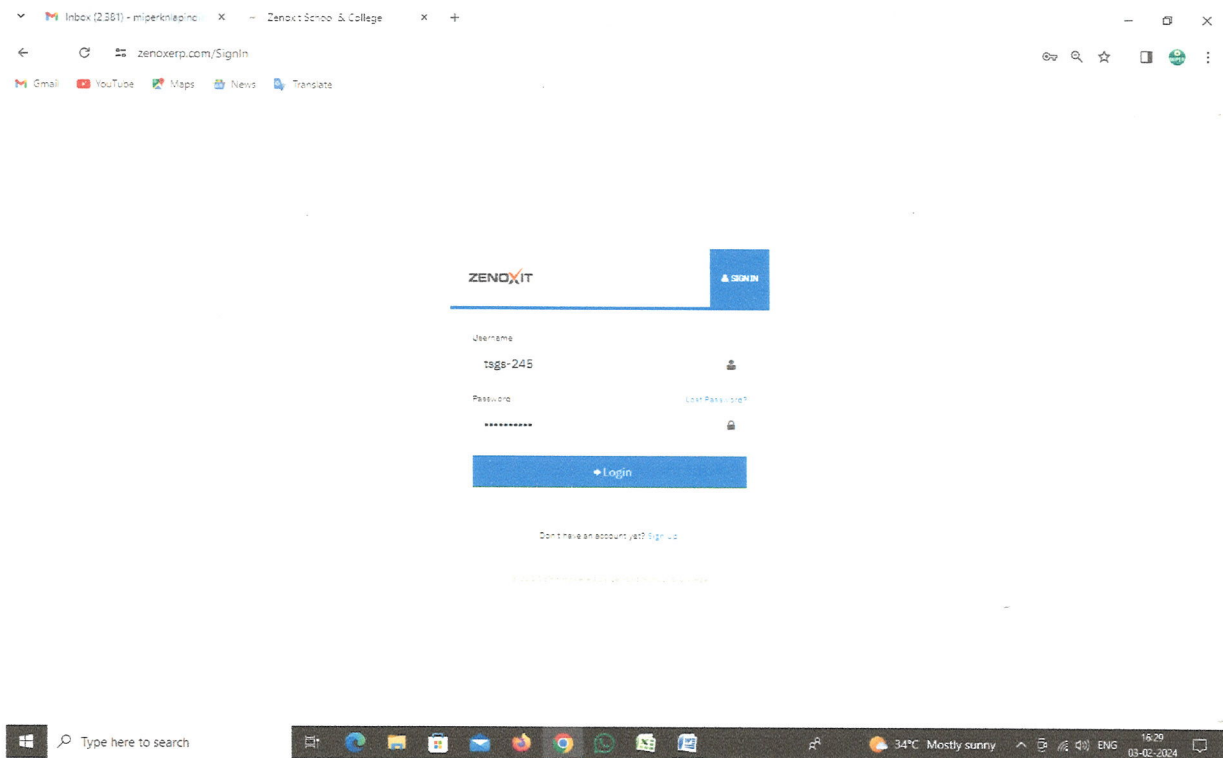 Inbox (2,381) - miperkniapind
Zenoxit School & College
zenoxerp.com/SignIn
Gmail YouTube Maps News Translate
ZENOXIT
SIGN IN
Username
tsgs-245
Password Lost Password?
••••••••••
Login
Don't have an account yet? Sign Up
Type here to search
34°C Mostly sunny
ENG
16:29
03-02-2024